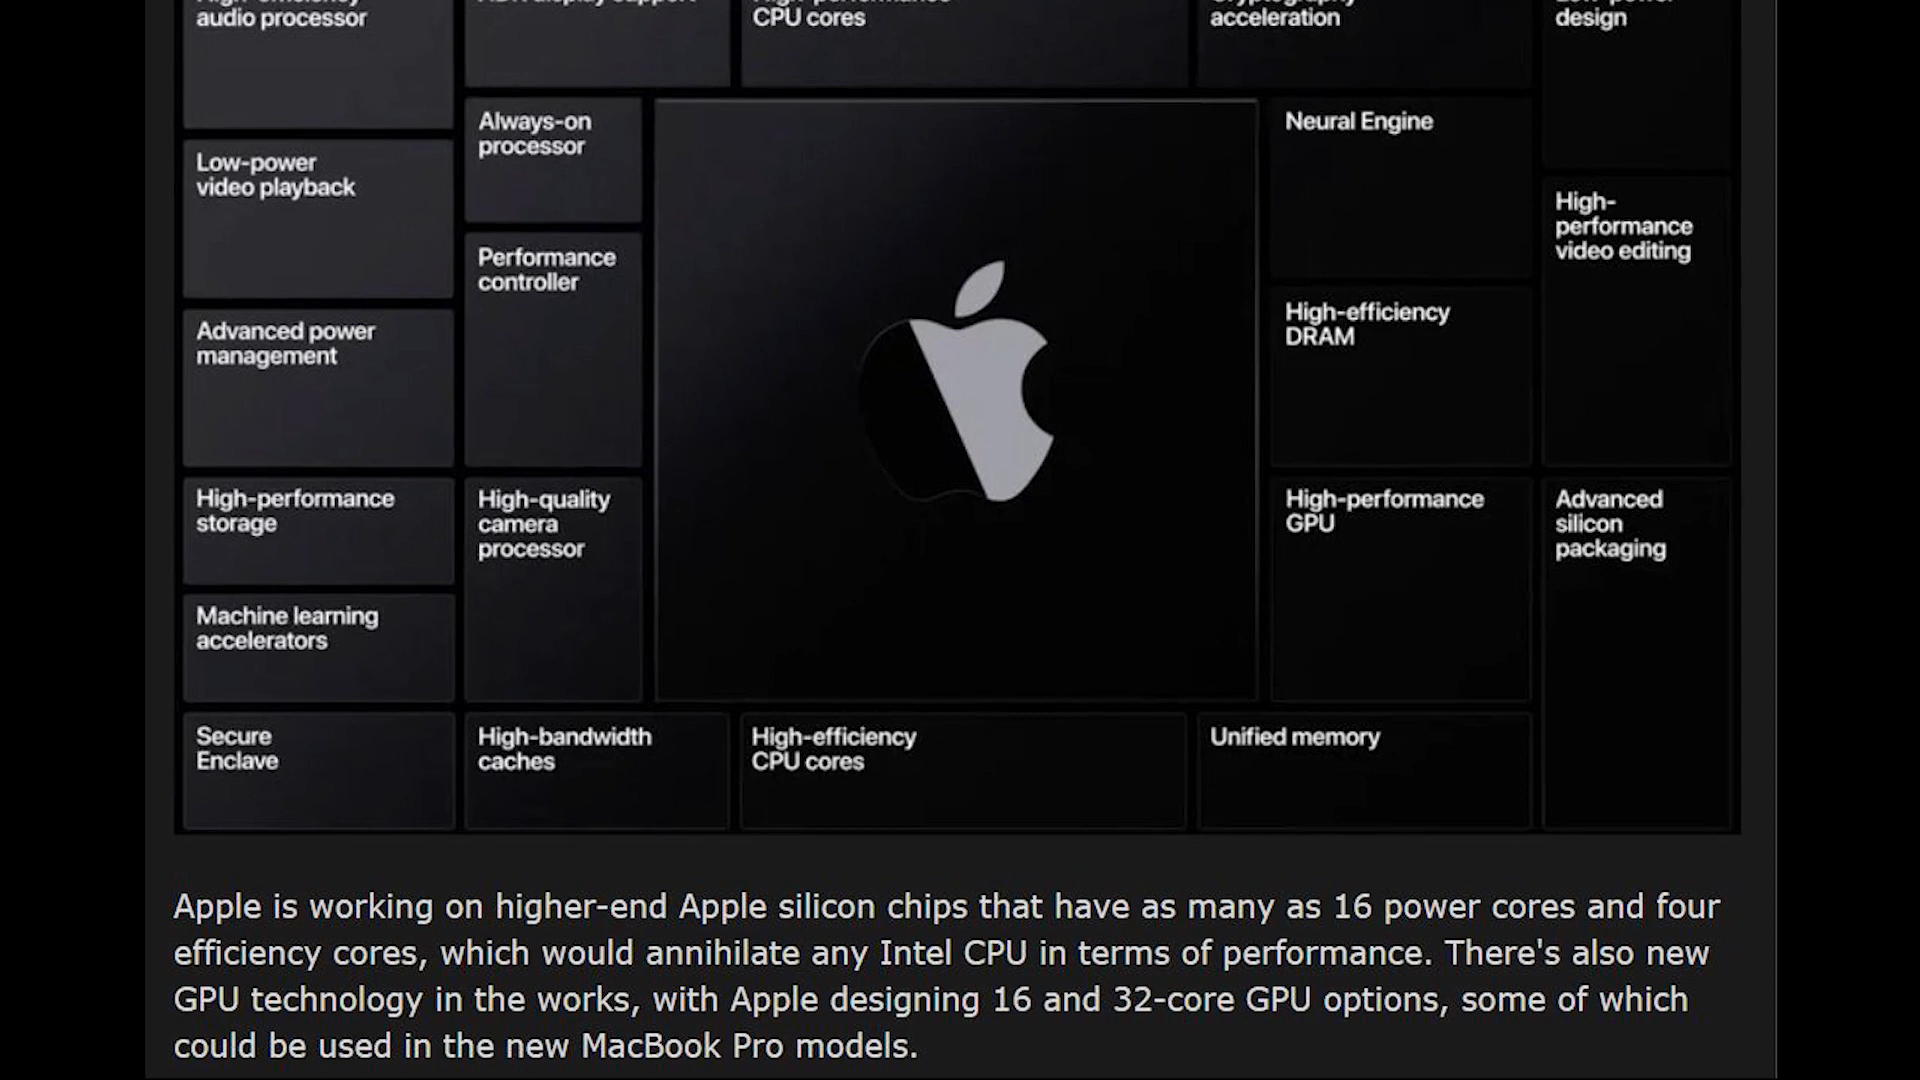 audio processor
CPU cores
acceleration
design
Always-on
processor
Neural Engine
Low-power
video playback
High-
performance
video editing
Performance
controller
High-efficiency
DRAM
Advanced power
management
High-performance
storage
High-quality
camera
processor
High-performance
GPU
Advanced
silicon
packaging
Machine learning
accelerators
Secure
Enclave
High-bandwidth
caches
High-efficiency
CPU cores
Unified memory
Apple is working on higher-end Apple silicon chips that have as many as 16 power cores and four
efficiency cores, which would annihilate any Intel CPU in terms of performance. There's also new
GPU technology in the works, with Apple designing 16 and 32-core GPU options, some of which
could be used in the new MacBook Pro models.